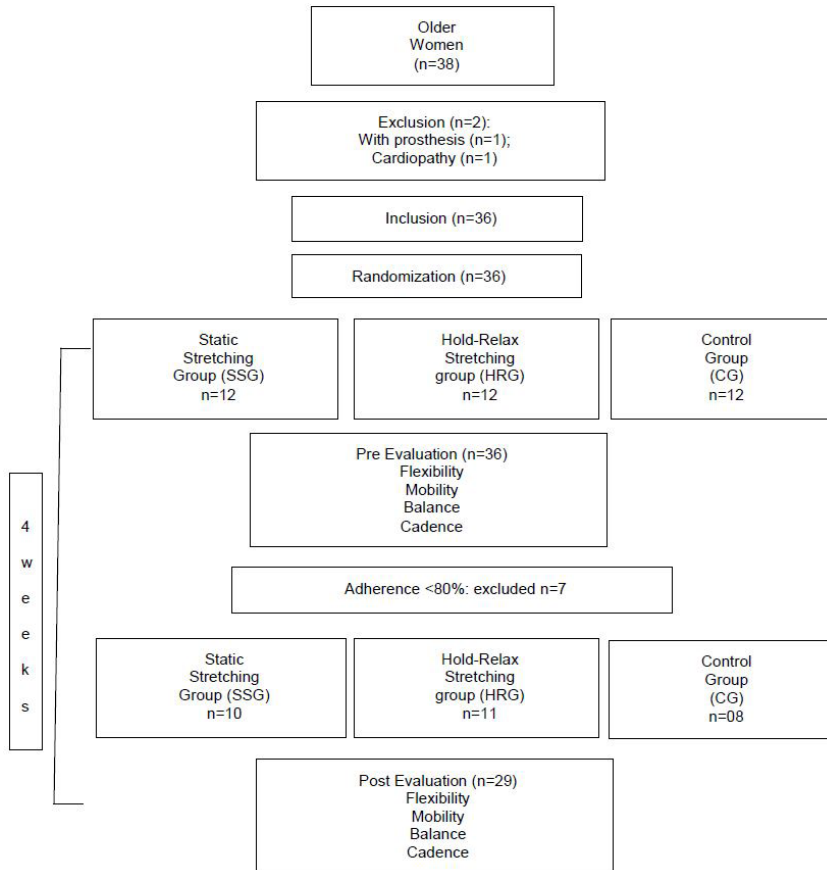 Older
Women
(n=38)
Exclusion (n=2):
With prosthesis (n=1);
Cardiopathy (n=1)
Inclusion (n=36)
Randomization (n=36)
Static
Stretching
Group (SSG)
n=12
Hold-Relax
Stretching
group (HRG)
n=12
Control
Group
(CG)
n=12
Pre Evaluation (n=36)
Flexibility
Mobility
Balance
Cadence
4
w
e
e
k
s
Adherence <80%: excluded n=7
Static
Stretching
Group (SSG)
n=10
Hold-Relax
Stretching
group (HRG)
n=11
Control
Group
(CG)
n=08
Post Evaluation (n=29)
Flexibility
Mobility
Balance
Cadence